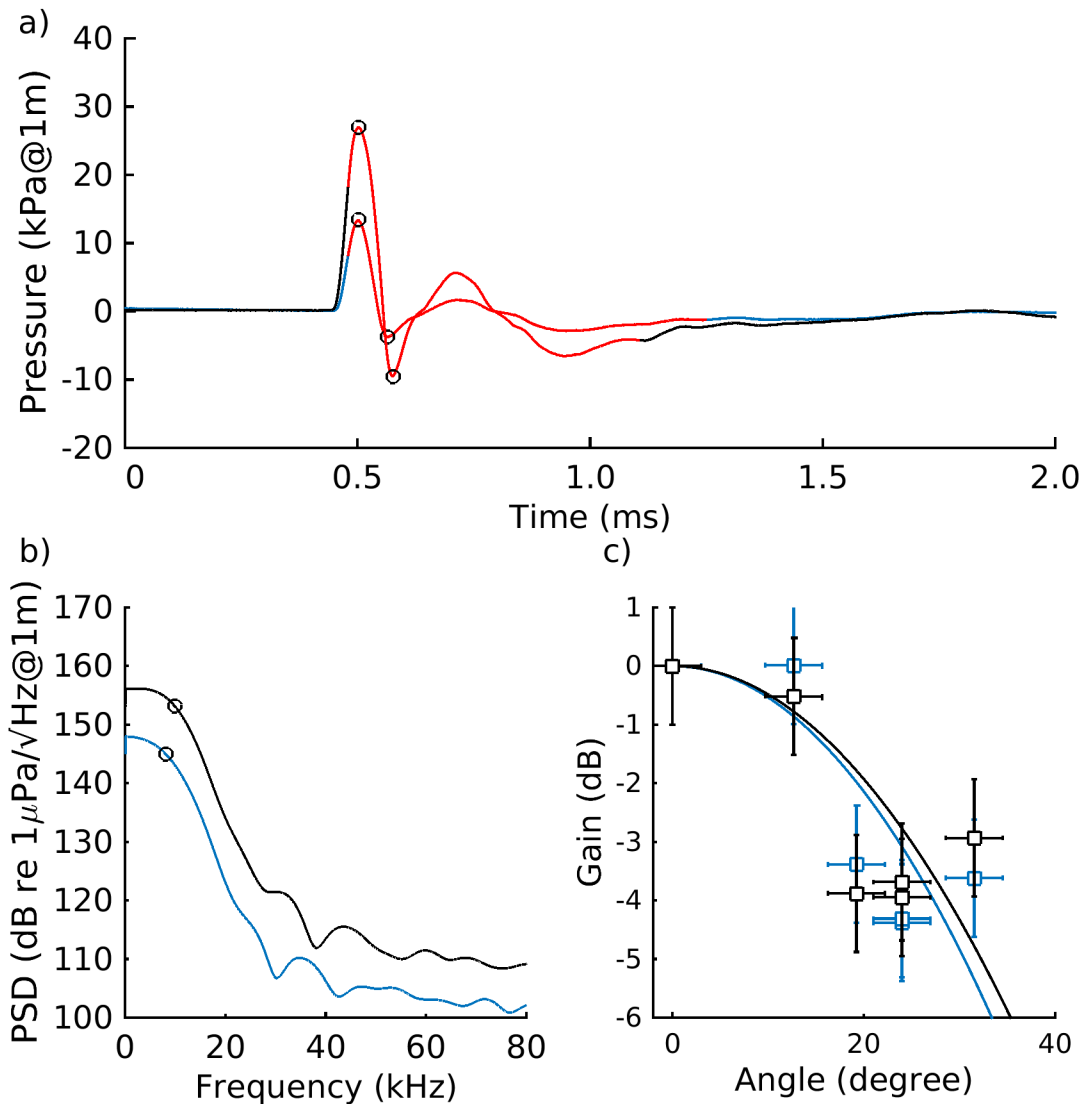 a)
Pressure (kPa@1m)
40
30
20
10
0
-10
-20
0 0.5 1.0 1.5 2.0
Time (ms)
b)
PSD (dB re 1μPa/√Hz@1m)
170
160
150
140
130
120
110
100
0 20 40 60 80
Frequency (kHz)
c)
Gain (dB)
1
0
-1
-2
-3
-4
-5
-6
0 20 40
Angle (degree)